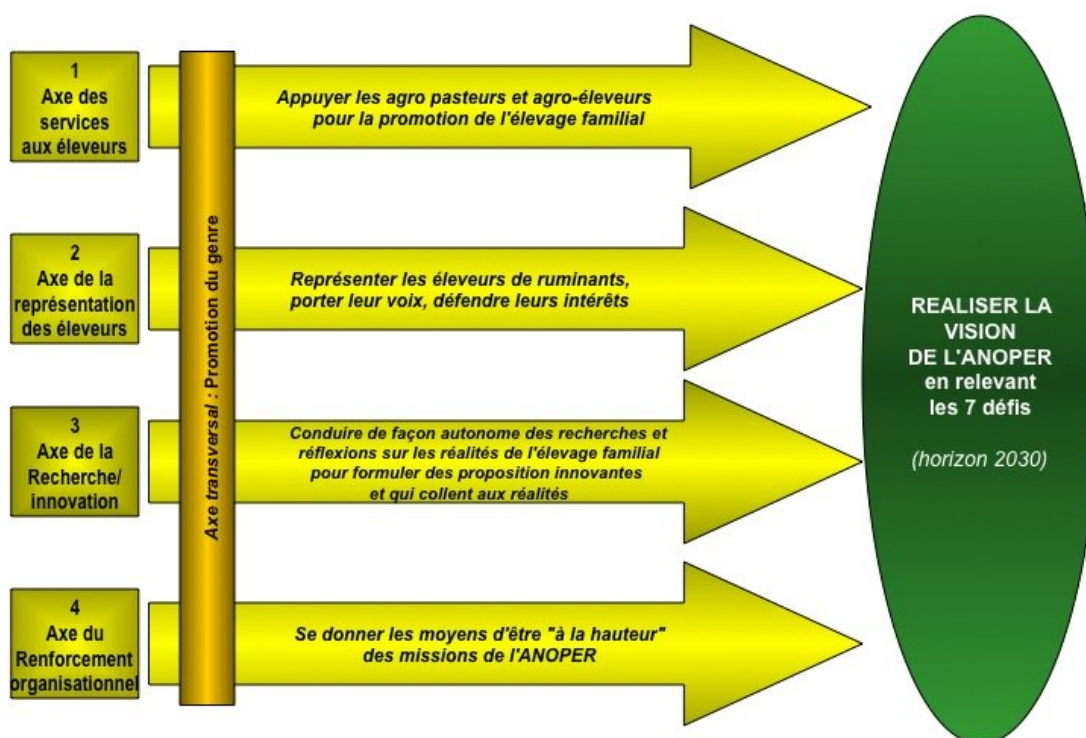 1
Axe des
services
aux éleveurs
Appuyer les agro pasteurs et agro-éleveurs
pour la promotion de l'élevage familial
2
Axe de la
représentation
des éleveurs
Représenter les éleveurs de ruminants,
porter leur voix, défendre leurs intérêts
3
Axe de la
Recherche/
innovation
Conduire de façon autonome des recherches et
réflexions sur les réalités de l'élevage familial
pour formuler des proposition innovantes
et qui collent aux réalités
4
Axe du
Renforcement
organisationnel
Se donner les moyens d'être "à la hauteur"
des missions de l'ANOPER
Axe transversal : Promotion du genre
REALISER LA
VISION
DE L'ANOPER
en relevant
les 7 défis
(horizon 2030)